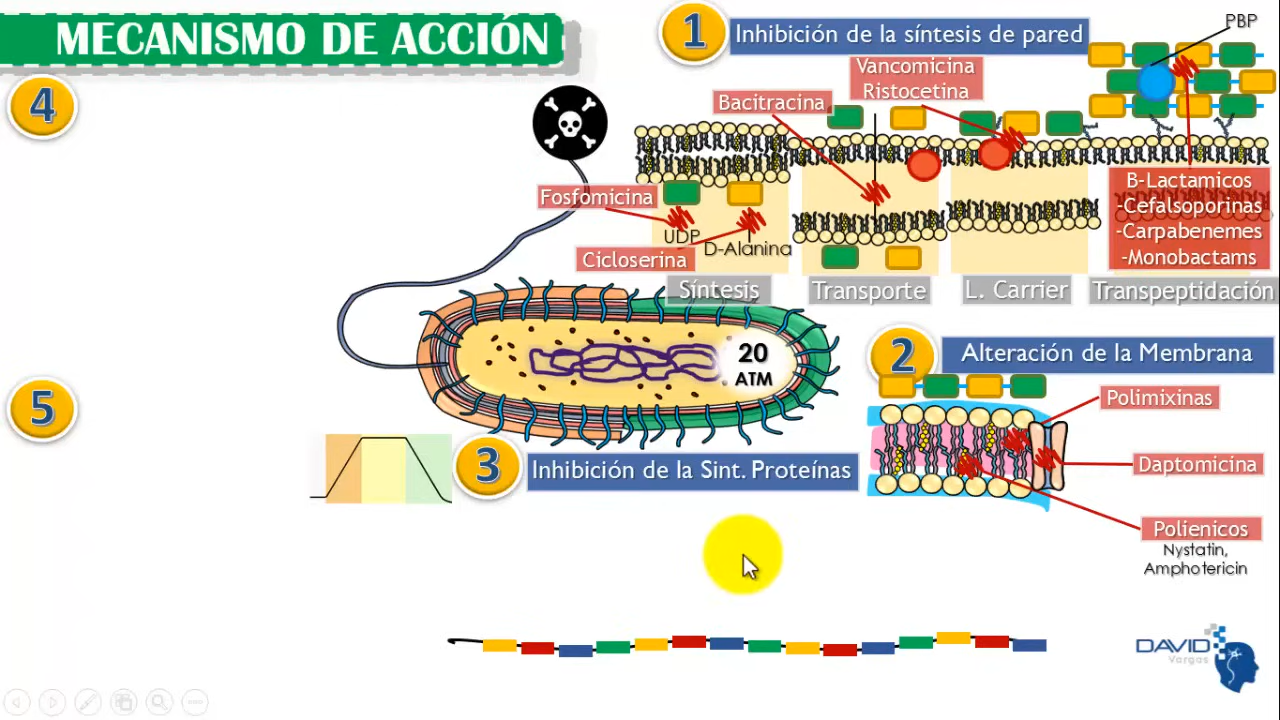 MECANISMO DE ACCIÓN
1
Inhibición de la síntesis de pared
PBP
4
Vancomicina
Ristocetina
Bacitracina
Fosfomicina
UDP
D-Alanina
Cicloserina
B-Lactamicos
-Cefalsoporinas
-Carpabenemes
-Monobactams
Síntesis
Transporte
L. Carrier
Transpeptidación
20
ATM
2
Alteración de la Membrana
Polimixinas
5
3
Inhibición de la Sint. Proteínas
Daptomicina
Polienicos
Nystatin,
Amphotericin
DAVID
Vargas